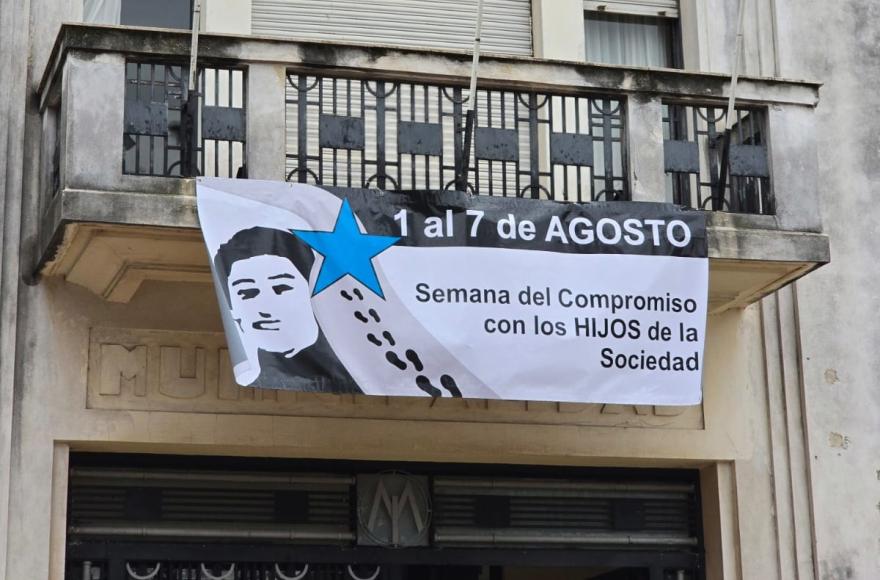 1 al 7 de AGOSTO
Semana del Compromiso
con los HIJOS de la
Sociedad
M